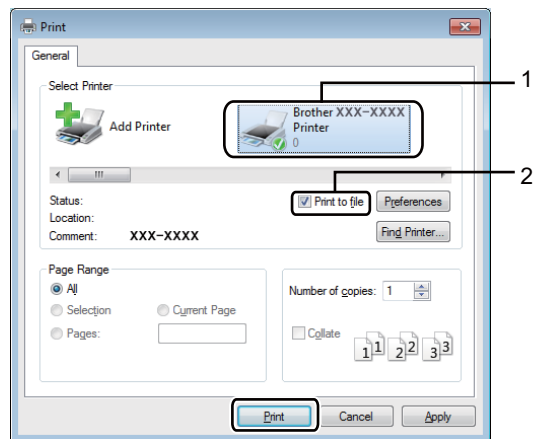 Print
General
Select Printer
1
Add Printer
Brother XXX-XXXX
Printer
0
2
Status:
Print to file
Preferences
Location:
Comment: XXX-XXXX
Find Printer...
Page Range
All
Selection
Current Page
Pages:
Number of copies: 1
Collate
1 1 2 2 3 3
Print
Cancel
Apply